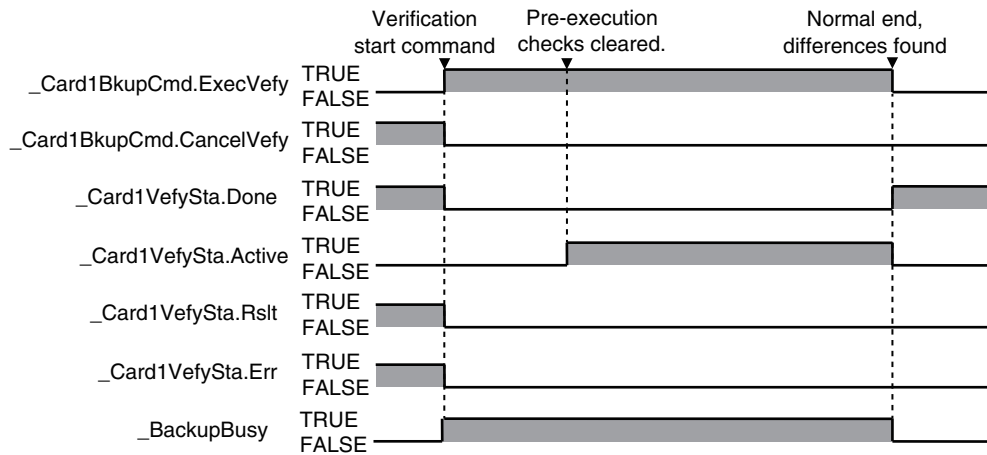 Verification
start command
Pre-execution
checks cleared.
Normal end,
differences found
_Card1BkupCmd.ExecVefy
TRUE
FALSE
_Card1BkupCmd.CancelVefy
TRUE
FALSE
_Card1VefySta.Done
TRUE
FALSE
_Card1VefySta.Active
TRUE
FALSE
_Card1VefySta.Rslt
TRUE
FALSE
_Card1VefySta.Err
TRUE
FALSE
_BackupBusy
TRUE
FALSE